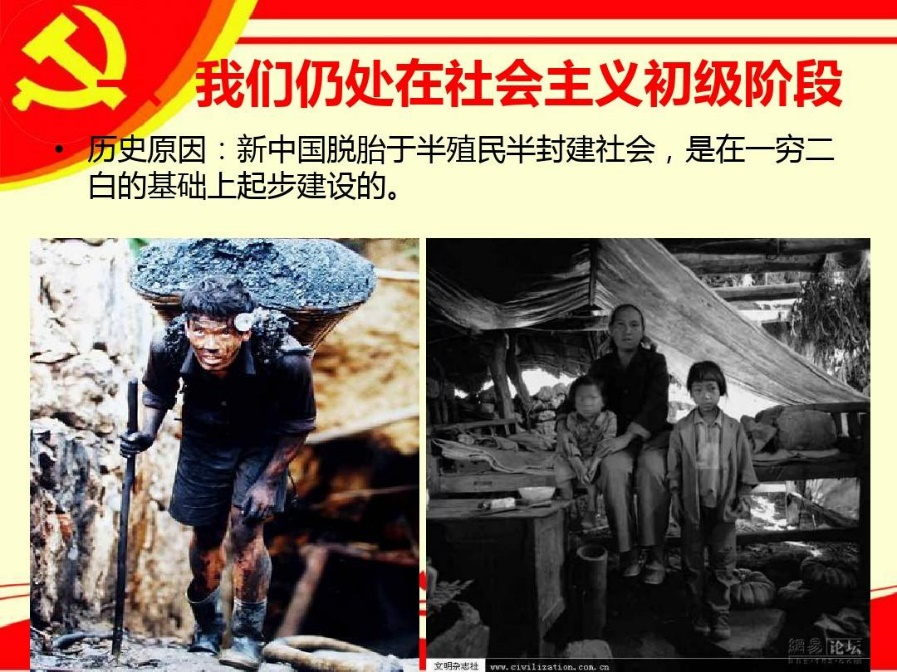 一、我们仍处在社会主义初级阶段
• 历史原因：新中国脱胎于半殖民半封建社会，是在一穷二
白的基础上起步建设的。
網易 论坛
文明杂志社 www.civilization.com.cn